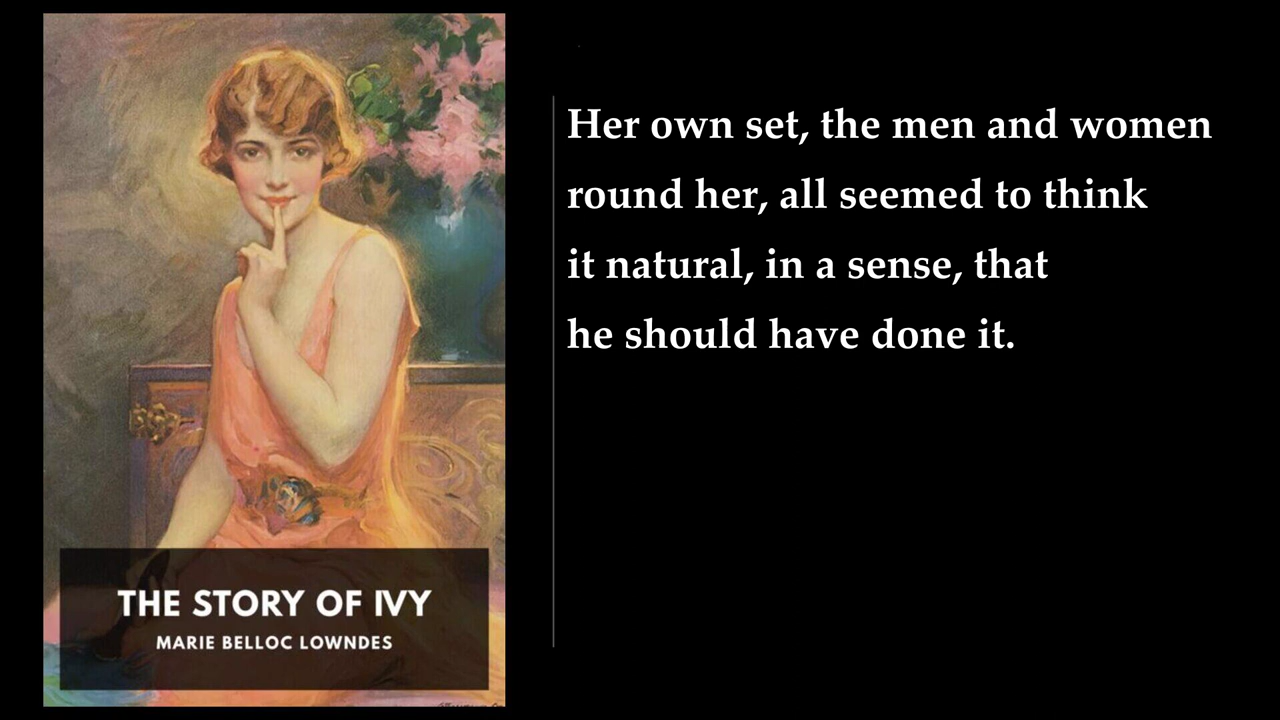 THE STORY OF IVY
MARIE BELLOC LOWNDES
Her own set, the men and women
round her, all seemed to think
it natural, in a sense, that
he should have done it.